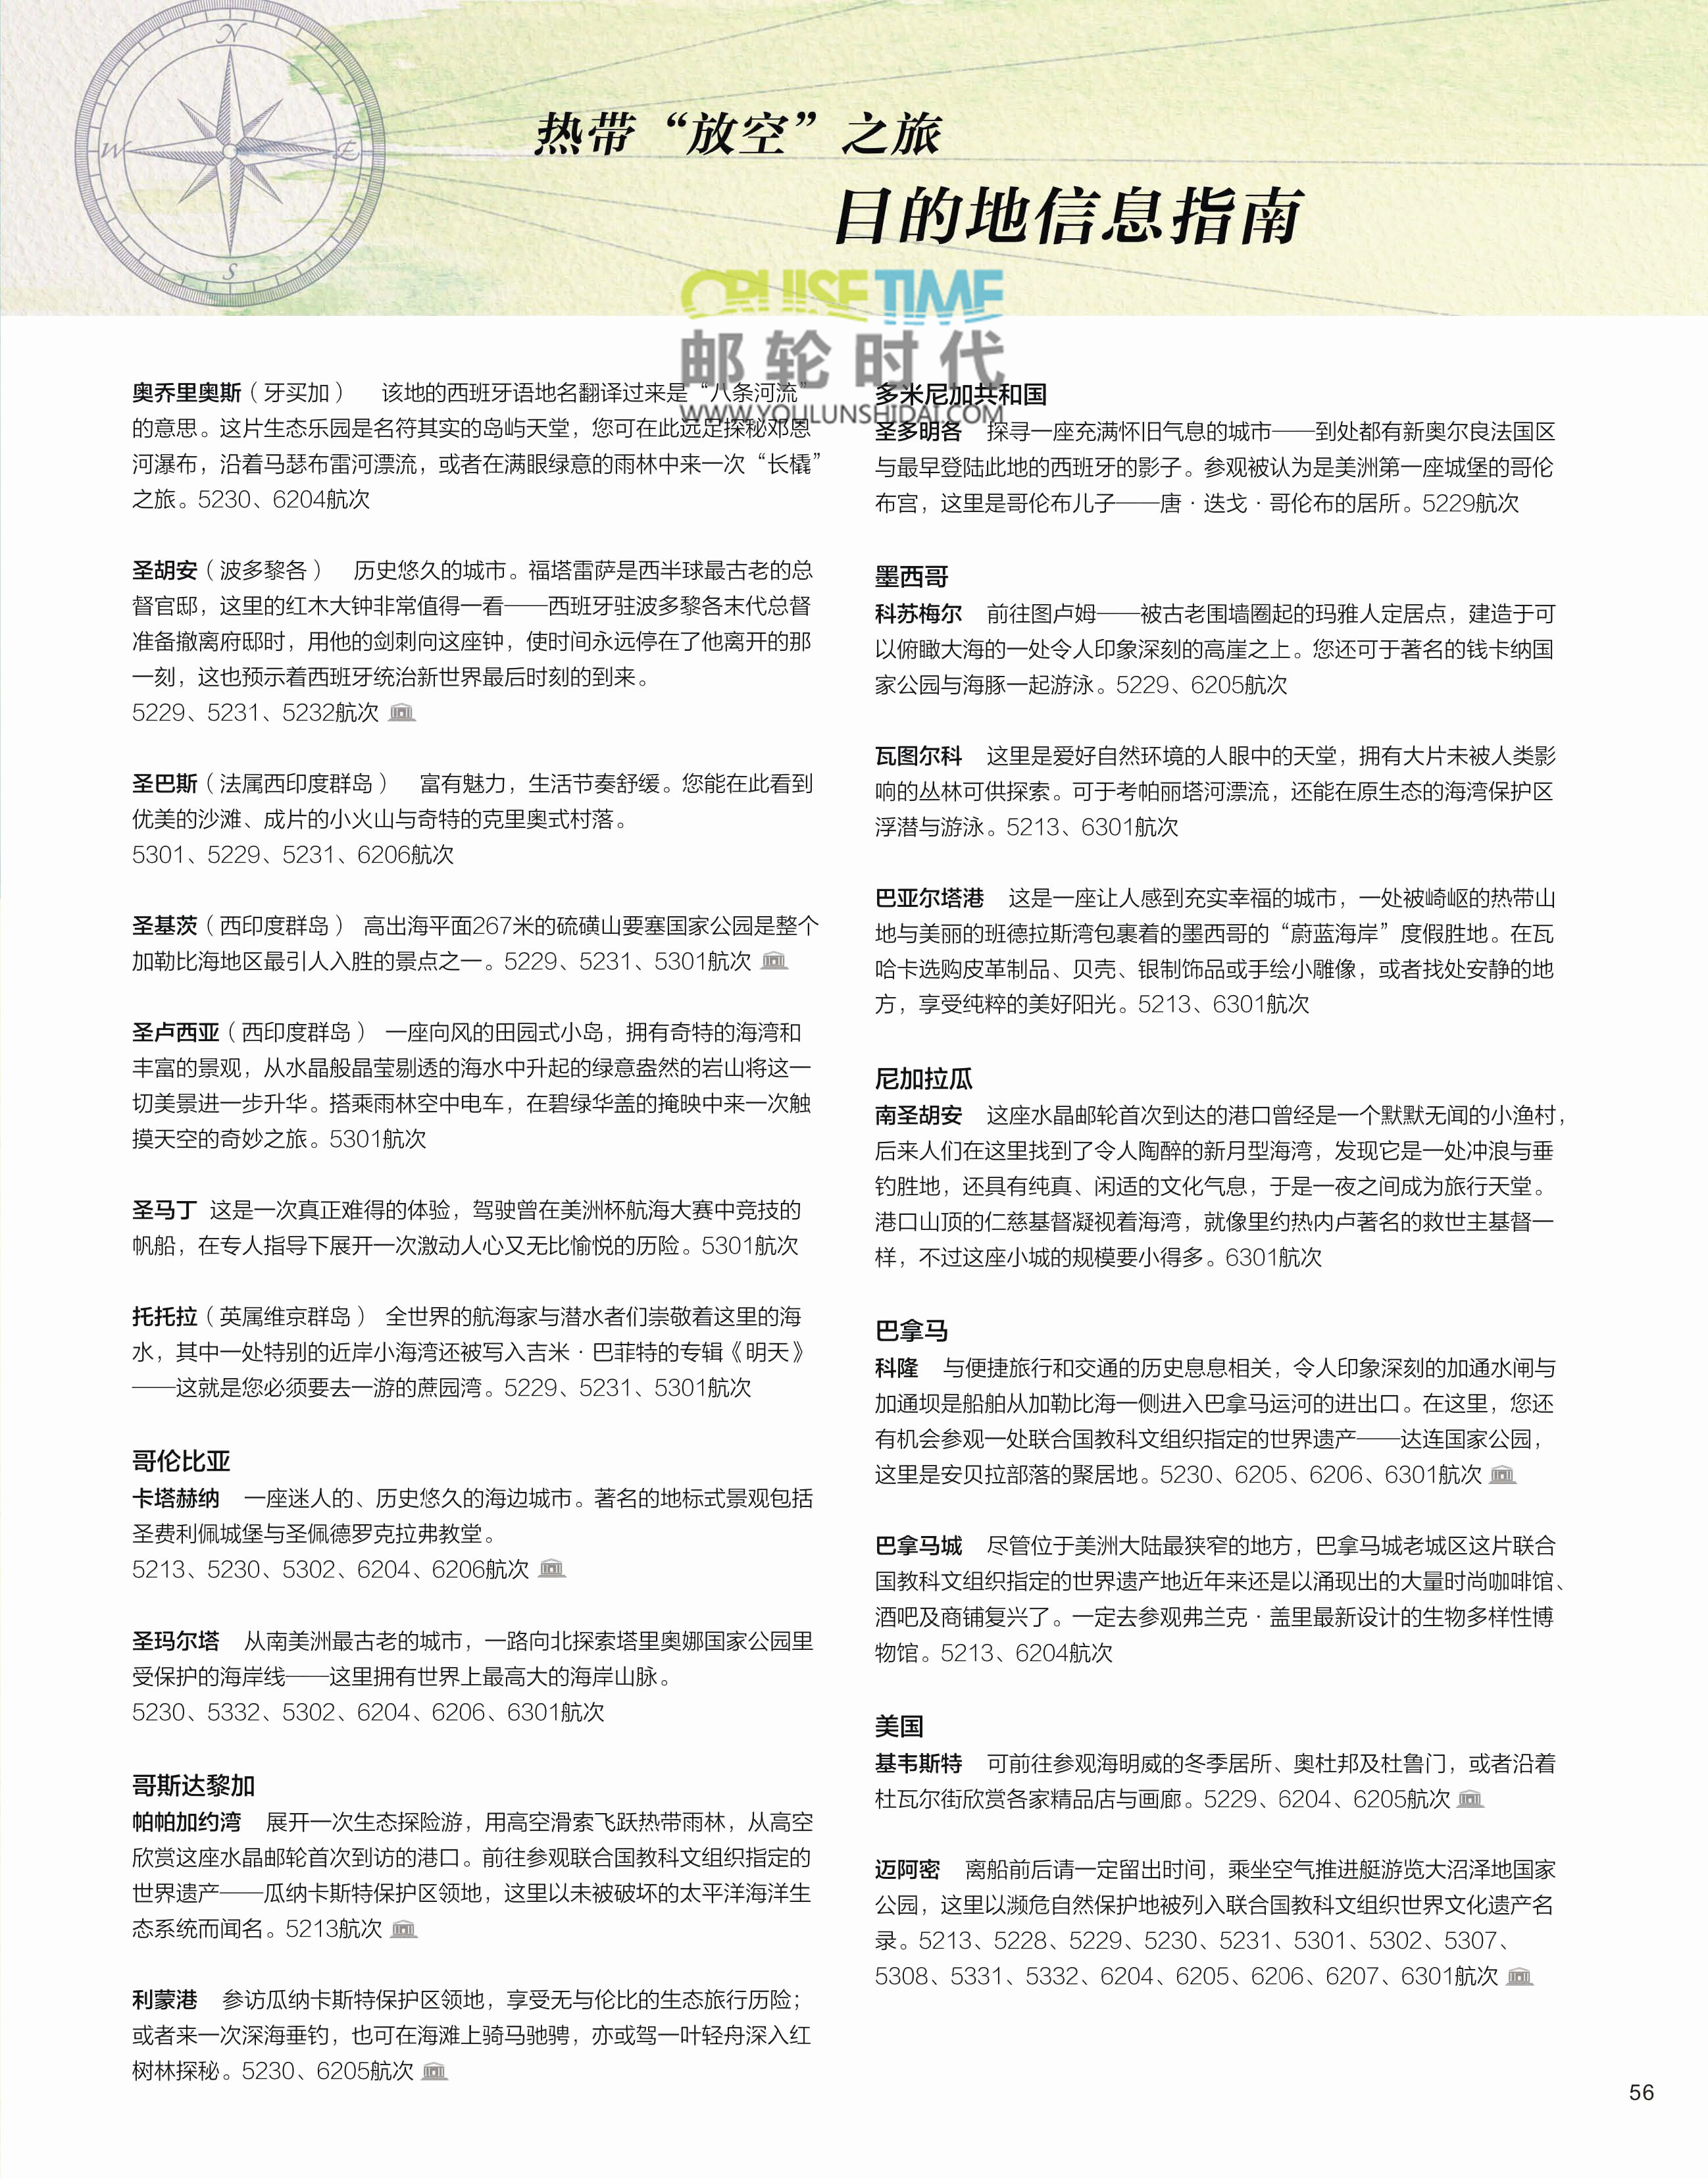 N
W
E
S
热带“放空”之旅
目的地信息指南
CRUISETIME
邮轮时代
WWW.YOULUNSHIDAI.COM
奥乔里奥斯（牙买加） 该地的西班牙语地名翻译过来是“八条河流”
的意思。这片生态乐园是名符其实的岛屿天堂，您可在此远足探秘邓恩
河瀑布，沿着马瑟布雷河漂流，或者在满眼绿意的雨林中来一次“长橇”
之旅。5230、6204航次
圣胡安（波多黎各） 历史悠久的城市。福塔雷萨是西半球最古老的总
督官邸，这里的红木大钟非常值得一看——西班牙驻波多黎各末代总督
准备撤离府邸时，用他的剑刺向这座钟，使时间永远停在了他离开的那
一刻，这也预示着西班牙统治新世界最后时刻的到来。
5229、5231、5232航次
圣巴斯（法属西印度群岛） 富有魅力，生活节奏舒缓。您能在此看到
优美的沙滩、成片的小火山与奇特的克里奥式村落。
5301、5229、5231、6206航次
圣基茨（西印度群岛） 高出海平面267米的硫磺山要塞国家公园是整个
加勒比海地区最引人入胜的景点之一。5229、5231、5301航次
圣卢西亚（西印度群岛） 一座向风的田园式小岛，拥有奇特的海湾和
丰富的景观，从水晶般晶莹剔透的海水中升起的绿意盎然的岩山将这一
切美景进一步升华。搭乘雨林空中电车，在碧绿华盖的掩映中来一次触
摸天空的奇妙之旅。5301航次
圣马丁 这是一次真正难得的体验，驾驶曾在美洲杯航海大赛中竞技的
帆船，在专人指导下展开一次激动人心又无比愉悦的历险。5301航次
托托拉（英属维京群岛） 全世界的航海家与潜水者们崇敬着这里的海
水，其中一处特别的近岸小海湾还被写入吉米·巴菲特的专辑《明天》
——这就是您必须要去一游的蔗园湾。5229、5231、5301航次
哥伦比亚
卡塔赫纳 一座迷人的、历史悠久的海边城市。著名的地标式景观包括
圣费利佩城堡与圣佩德罗克拉弗教堂。
5213、5230、5302、6204、6206航次
圣玛尔塔 从南美洲最古老的城市，一路向北探索塔里奥娜国家公园里
受保护的海岸线——这里拥有世界上最高大的海岸山脉。
5230、5332、5302、6204、6206、6301航次
哥斯达黎加
帕帕加约湾 展开一次生态探险游，用高空滑索飞跃热带雨林，从高空
欣赏这座水晶邮轮首次到访的港口。前往参观联合国教科文组织指定的
世界遗产——瓜纳卡斯特保护区领地，这里以未被破坏的太平洋海洋生
态系统而闻名。5213航次
利蒙港 参访瓜纳卡斯特保护区领地，享受无与伦比的生态旅行历险；
或者来一次深海垂钓，也可在海滩上骑马驰骋，亦或驾一叶轻舟深入红
树林探秘。5230、6205航次
多米尼加共和国
圣多明各 探寻一座充满怀旧气息的城市——到处都有新奥尔良法国区
与最早登陆此地的西班牙的影子。参观被认为是美洲第一座城堡的哥伦
布宫，这里是哥伦布儿子——唐·迭戈·哥伦布的居所。5229航次
墨西哥
科苏梅尔 前往图卢姆——被古老围墙圈起的玛雅人定居点，建造于可
以俯瞰大海的一处令人印象深刻的高崖之上。您还可于著名的钱卡纳国
家公园与海豚一起游泳。5229、6205航次
瓦图尔科 这里是爱好自然环境的人眼中的天堂，拥有大片未被人类影
响的丛林可供探索。可于考帕丽塔河漂流，还能在原生态的海湾保护区
浮潜与游泳。5213、6301航次
巴亚尔塔港 这是一座让人感到充实幸福的城市，一处被崎岖的热带山
地与美丽的班德拉斯湾包裹着的墨西哥的“蔚蓝海岸”度假胜地。在瓦
哈卡选购皮革制品、贝壳、银制饰品或手绘小雕像，或者找处安静的地
方，享受纯粹的美好阳光。5213、6301航次
尼加拉瓜
南圣胡安 这座水晶邮轮首次到达的港口曾经是一个默默无闻的小渔村，
后来人们在这里找到了令人陶醉的新月型海湾，发现它是一处冲浪与垂
钓胜地，还具有纯真、闲适的文化气息，于是一夜之间成为旅行天堂。
港口山顶的仁慈基督凝视着海湾，就像里约热内卢著名的救世主基督一
样，不过这座小城的规模要小得多。6301航次
巴拿马
科隆 与便捷旅行和交通的历史息息相关，令人印象深刻的加通水闸与
加通坝是船舶从加勒比海一侧进入巴拿马运河的进出口。在这里，您还
有机会参观一处联合国教科文组织指定的世界遗产——达连国家公园，
这里是安贝拉部落的聚居地。5230、6205、6206、6301航次
巴拿马城 尽管位于美洲大陆最狭窄的地方，巴拿马城老城区这片联合
国教科文组织指定的世界遗产地近年来还是以涌现出的大量时尚咖啡馆、
酒吧及商铺复兴了。一定去参观弗兰克·盖里最新设计的生物多样性博
物馆。5213、6204航次
美国
基韦斯特 可前往参观海明威的冬季居所、奥杜邦及杜鲁门，或者沿着
杜瓦尔街欣赏各家精品店与画廊。5229、6204、6205航次
迈阿密 离船前后请一定留出时间，乘坐空气推进艇游览大沼泽地国家
公园，这里以濒危自然保护地被列入联合国教科文组织世界文化遗产名
录。5213、5228、5229、5230、5231、5301、5302、5307、
5308、5331、5332、6204、6205、6206、6207、6301航次
56